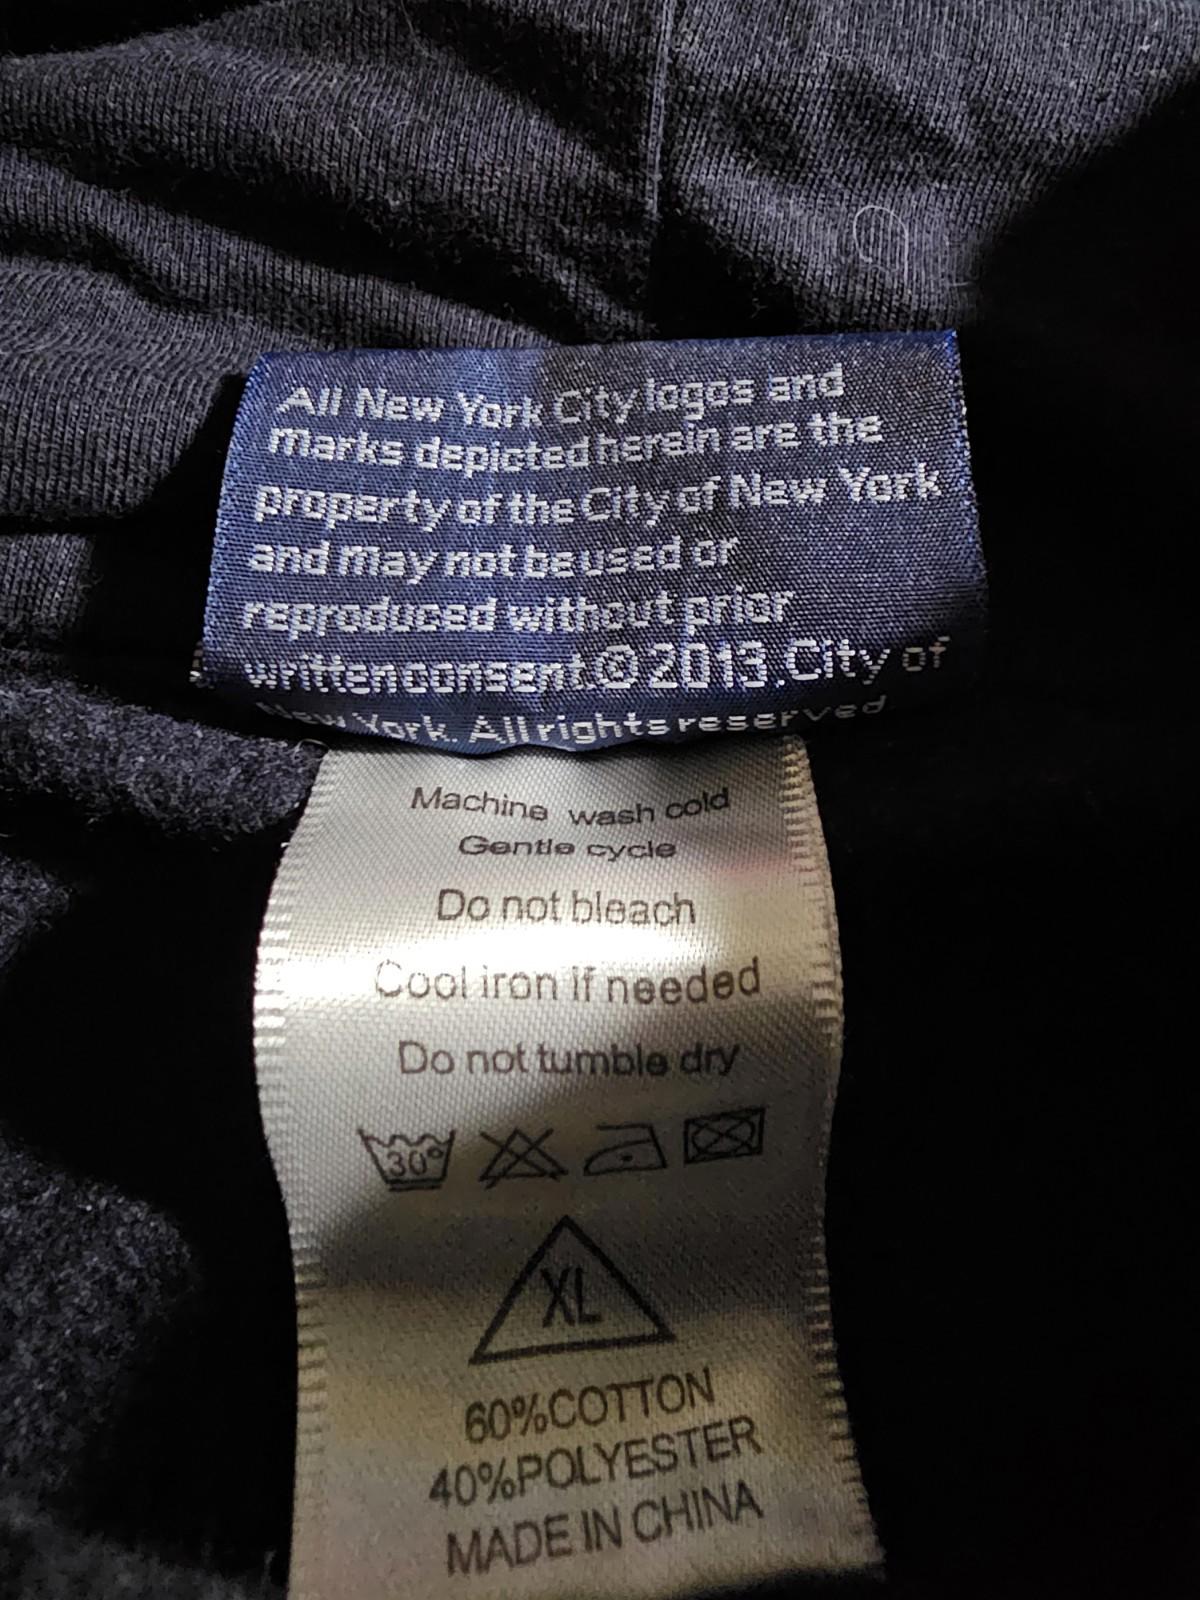 All New York City logos and
marks depicted herein are the
property of the City of New York
and may not be used or
reproduced without prior
written consent.© 2013. City of
New York. All rights reserved
Machine wash cold
Gentle cycle
Do not bleach
Cool iron if needed
Do not tumble dry
30°
XL
60%COTTON
40%POLYESTER
MADE IN CHINA